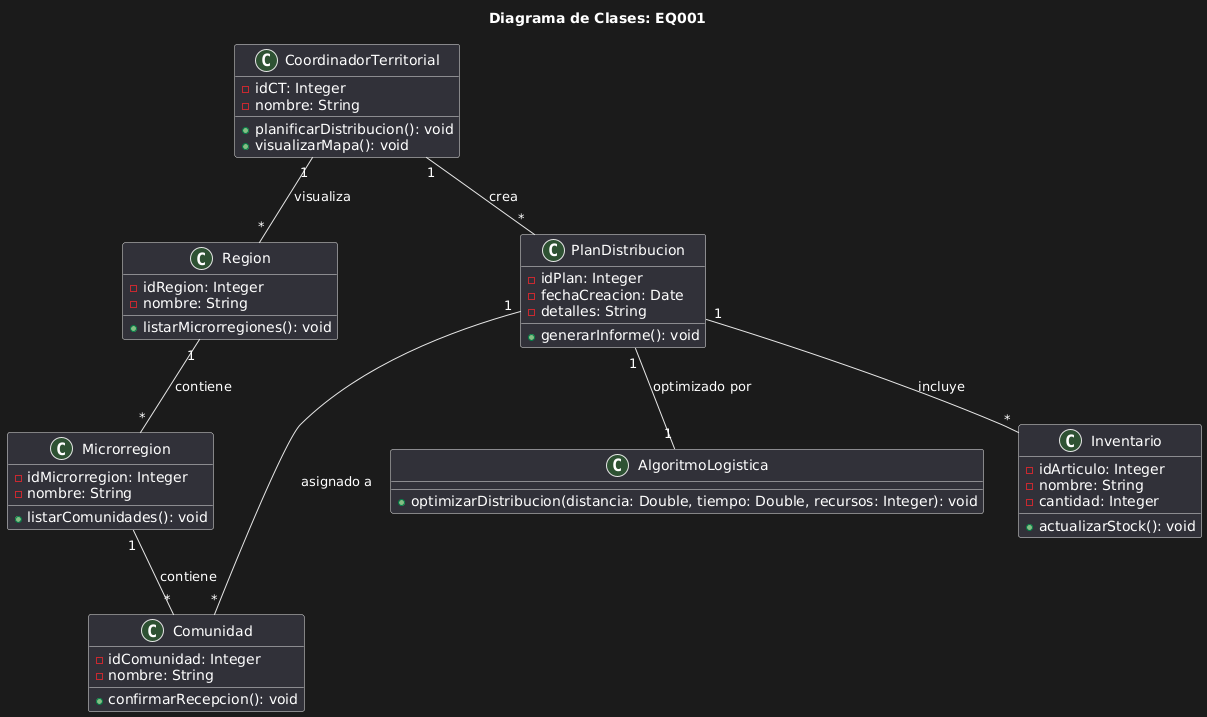 Diagrama de Clases: EQ001
C CoordinadorTerritorial
idCT: Integer
nombre: String
planificarDistribucion(): void
visualizarMapa(): void
1
1
visualiza
crea
*
*
C Region
idRegion: Integer
nombre: String
listarMicrorregiones(): void
C PlanDistribucion
idPlan: Integer
fechaCreacion: Date
detalles: String
generarInforme(): void
1
1
1
1
contiene
optimizado por
incluye
*
1
*
C Microrregion
idMicrorregion: Integer
nombre: String
listarComunidades(): void
asignado a
C AlgoritmoLogistica
optimizarDistribucion(distancia: Double, tiempo: Double, recursos: Integer): void
C Inventario
idArticulo: Integer
nombre: String
cantidad: Integer
actualizarStock(): void
1
contiene
*
*
C Comunidad
idComunidad: Integer
nombre: String
confirmarRecepcion(): void